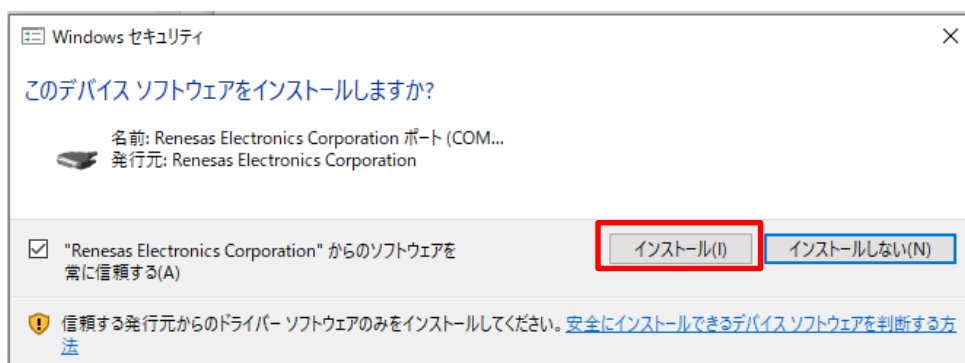 Windows セキュリティ
このデバイス ソフトウェアをインストールしますか?
名前: Renesas Electronics Corporation ポート (COM...
発行元: Renesas Electronics Corporation
"Renesas Electronics Corporation" からのソフトウェアを
常に信頼する(A)
インストール(I)
インストールしない(N)
信頼する発行元からのドライバー ソフトウェアのみをインストールしてください。安全にインストールできるデバイス ソフトウェアを判断する方
法